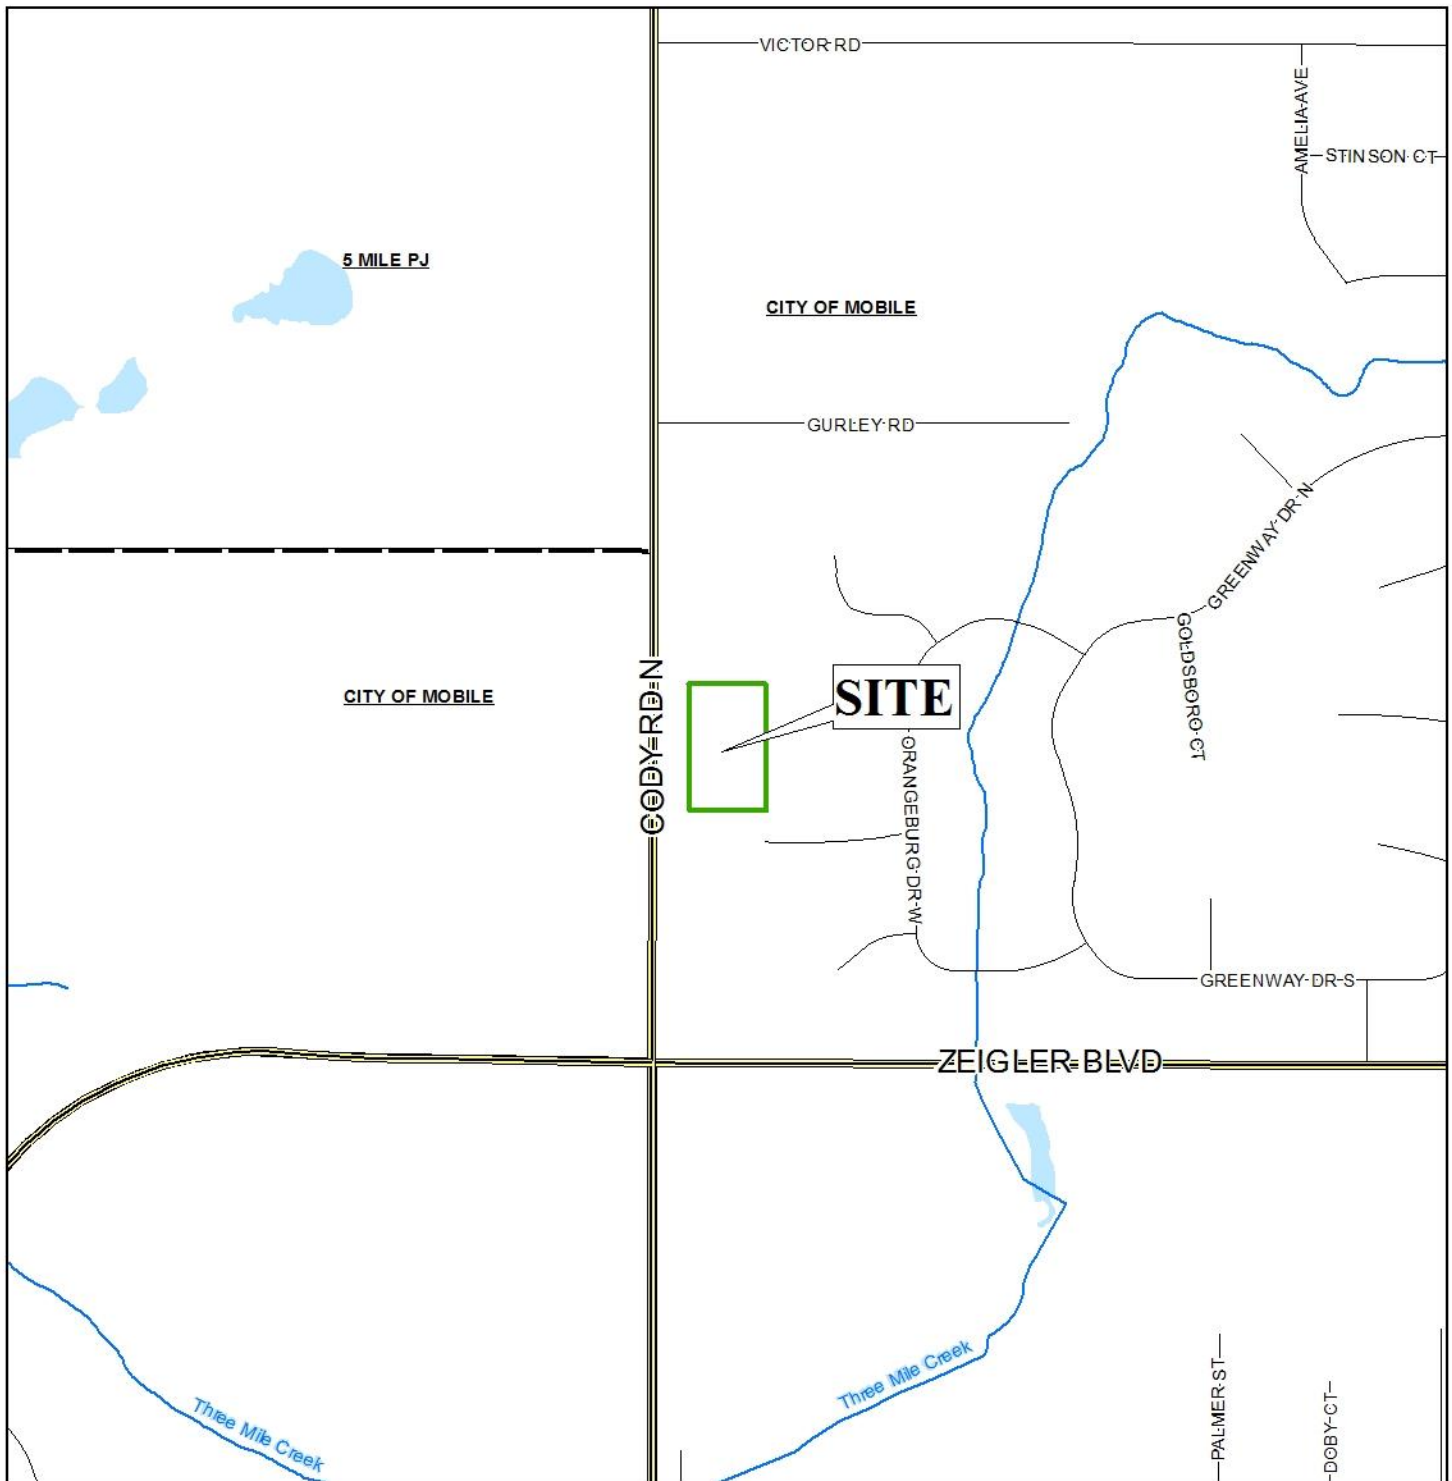 VICTOR RD
AMELIA AVE
STINSON CT
5 MILE PJ
CITY OF MOBILE
GURLEY RD
GREENWAY DR N
GOLDSBORO CT
CITY OF MOBILE
CODY RD N
SITE
ORANGEBURG DR W
GREENWAY DR S
ZEIGLER BLVD
Three Mile Creek
Three Mile Creek
PALMER ST
DOBY CT